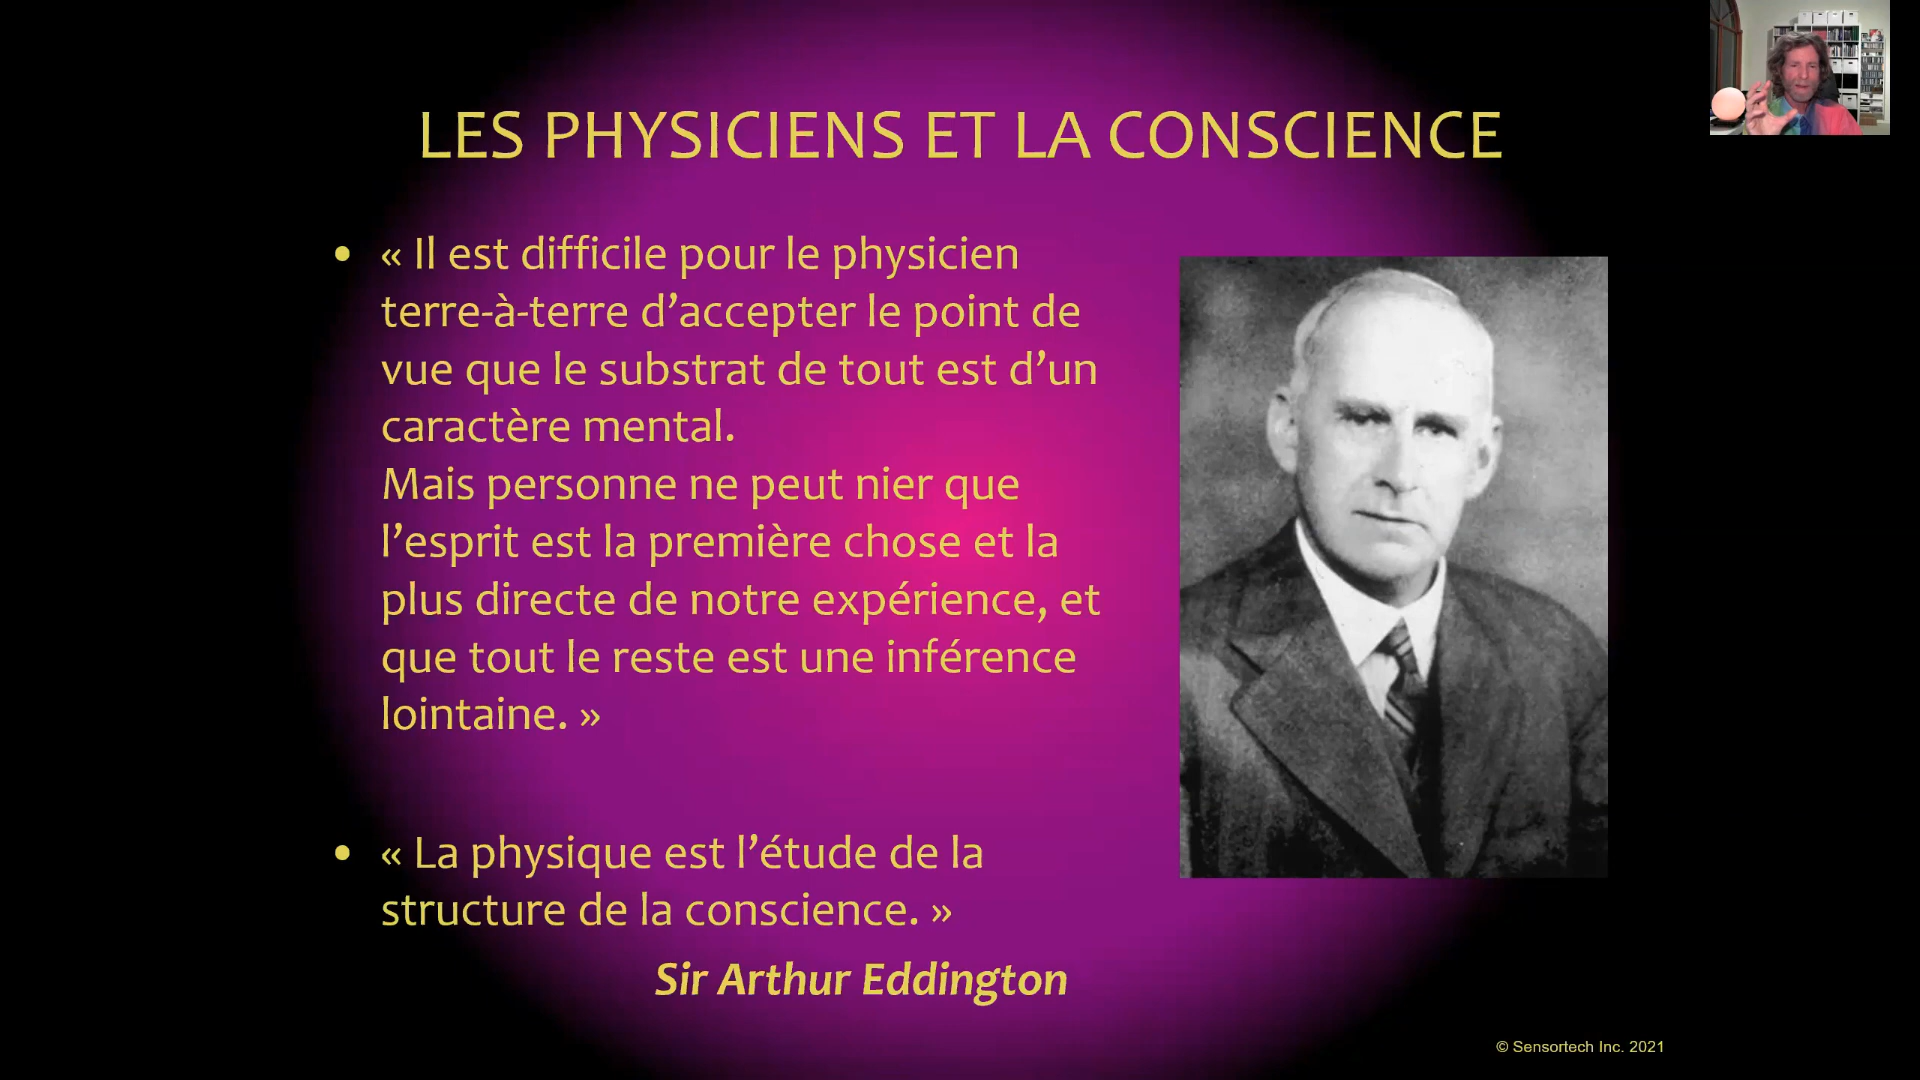 LES PHYSICIENS ET LA CONSCIENCE
• « Il est difficile pour le physicien
terre-à-terre d’accepter le point de
vue que le substrat de tout est d’un
caractère mental.
Mais personne ne peut nier que
l’esprit est la première chose et la
plus directe de notre expérience, et
que tout le reste est une inférence
lointaine. »
• « La physique est l’étude de la
structure de la conscience. »
Sir Arthur Eddington
© Sensortech Inc. 2021